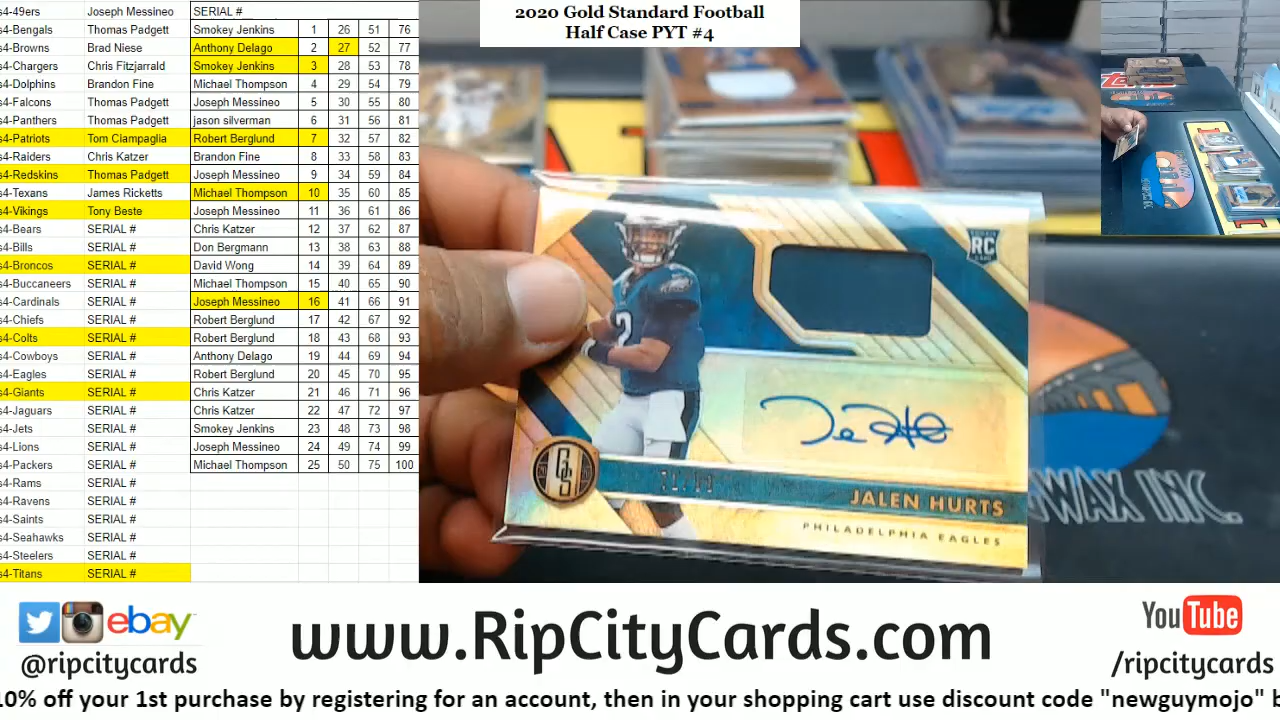 2020 Gold Standard Football
Half Case PYT #4
s4-49ers Joseph Messineo SERIAL #
s4-Bengals Thomas Padgett Smokey Jenkins 1 26 51 76
s4-Browns Brad Niese Anthony Delago 2 27 52 77
s4-Chargers Chris Fitzjarrald Smokey Jenkins 3 28 53 78
s4-Dolphins Brandon Fine Michael Thompson 4 29 54 79
s4-Falcons Thomas Padgett Joseph Messineo 5 30 55 80
s4-Panthers Thomas Padgett jason silverman 6 31 56 81
s4-Patriots Tom Ciampaglia Robert Berglund 7 32 57 82
s4-Raiders Chris Katzer Brandon Fine 8 33 58 83
s4-Redskins Thomas Padgett Joseph Messineo 9 34 59 84
s4-Texans James Ricketts Michael Thompson 10 35 60 85
s4-Vikings Tony Beste Joseph Messineo 11 36 61 86
s4-Bears SERIAL # Chris Katzer 12 37 62 87
s4-Bills SERIAL # Don Bergmann 13 38 63 88
s4-Broncos SERIAL # David Wong 14 39 64 89
s4-Buccaneers SERIAL # Michael Thompson 15 40 65 90
s4-Cardinals SERIAL # Joseph Messineo 16 41 66 91
s4-Chiefs SERIAL # Robert Berglund 17 42 67 92
s4-Colts SERIAL # Robert Berglund 18 43 68 93
s4-Cowboys SERIAL # Anthony Delago 19 44 69 94
s4-Eagles SERIAL # Robert Berglund 20 45 70 95
s4-Giants SERIAL # Chris Katzer 21 46 71 96
s4-Jaguars SERIAL # Chris Katzer 22 47 72 97
s4-Jets SERIAL # Smokey Jenkins 23 48 73 98
s4-Lions SERIAL # Joseph Messineo 24 49 74 99
s4-Packers SERIAL # Michael Thompson 25 50 75 100
s4-Rams SERIAL #
s4-Ravens SERIAL #
s4-Saints SERIAL #
s4-Seahawks SERIAL #
s4-Steelers SERIAL #
s4-Titans SERIAL #
RC
GS
JALEN HURTS
PHILADELPHIA EAGLES
WAX INC.
ebay
@ripcitycards
www.RipCityCards.com
YouTube
/ripcitycards
10% off your 1st purchase by registering for an account, then in your shopping cart use discount code "newguymojo"